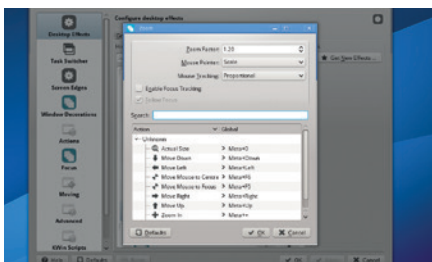 Configure desktop effects
Desktop Effects
Task Switcher
Screen Edges
Window Decorations
Actions
Focus
Moving
Advanced
KWin Scripts
Get New Effects...
Zoom
Zoom Factor: 1.20
Mouse Pointer: Scale
Mouse Tracking: Proportional
Enable Focus Tracking
Follow Focus
Search:
Action Global
Unknown
Actual Size Meta+0
Move Down Meta+Down
Move Left Meta+Left
Move Mouse to Center Meta+F6
Move Mouse to Focus Meta+F5
Move Right Meta+Right
Move Up Meta+Up
Zoom In Meta+=
Defaults OK Cancel
Help Defaults OK Cancel